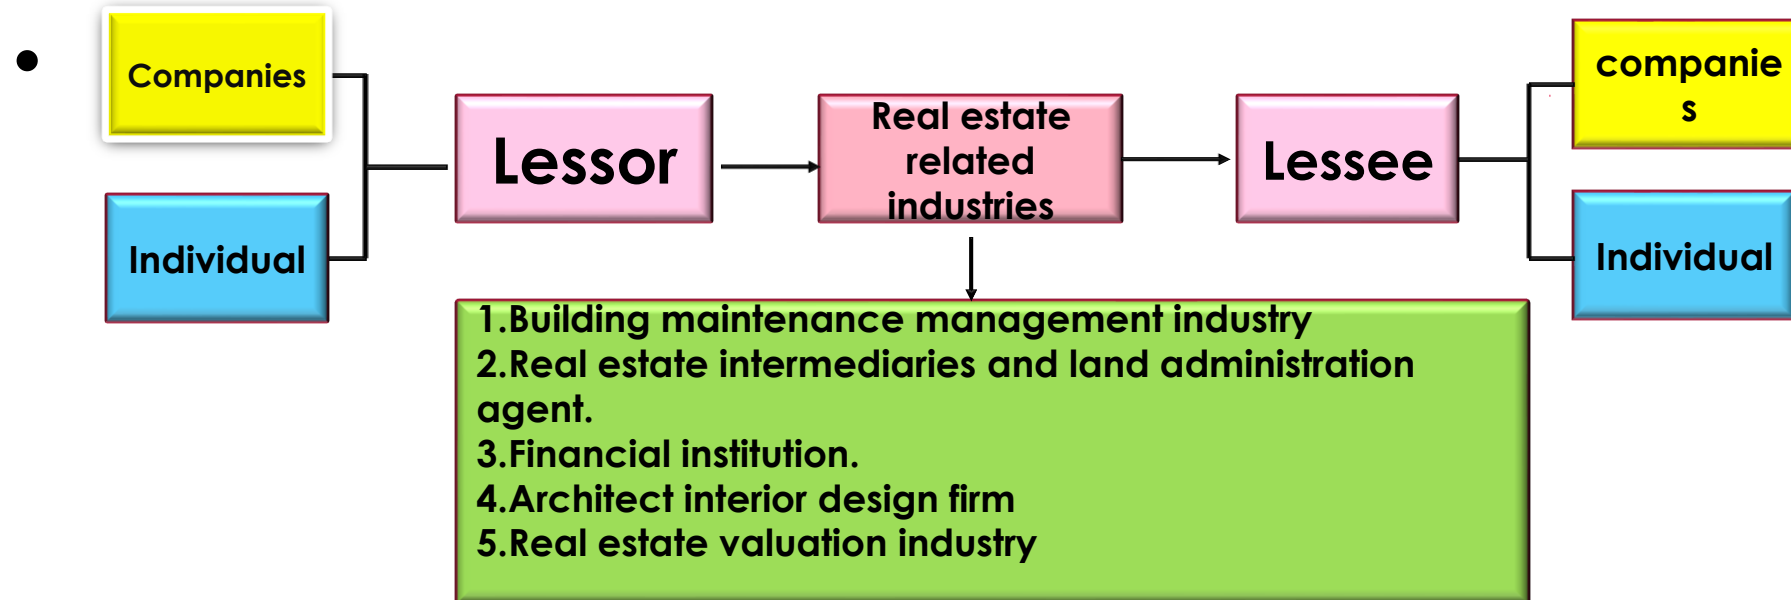 •
Companies
Individual
Lessor
Real estate
related
industries
Lessee
companie
s
Individual
1.Building maintenance management industry
2.Real estate intermediaries and land administration
agent.
3.Financial institution.
4.Architect interior design firm
5.Real estate valuation industry